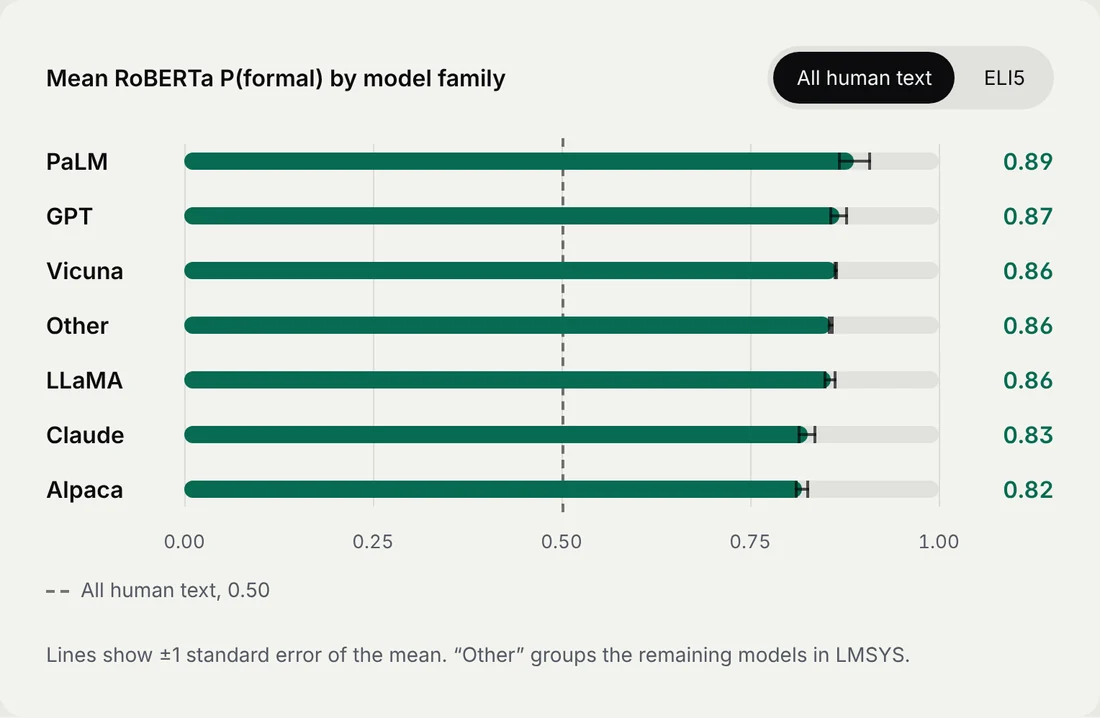 Mean RoBERTa P(formal) by model family
All human text
ELI5
PaLM 0.89
GPT 0.87
Vicuna 0.86
Other 0.86
LLaMA 0.86
Claude 0.83
Alpaca 0.82
0.00 0.25 0.50 0.75 1.00
All human text, 0.50
Lines show ±1 standard error of the mean. “Other” groups the remaining models in LMSYS.